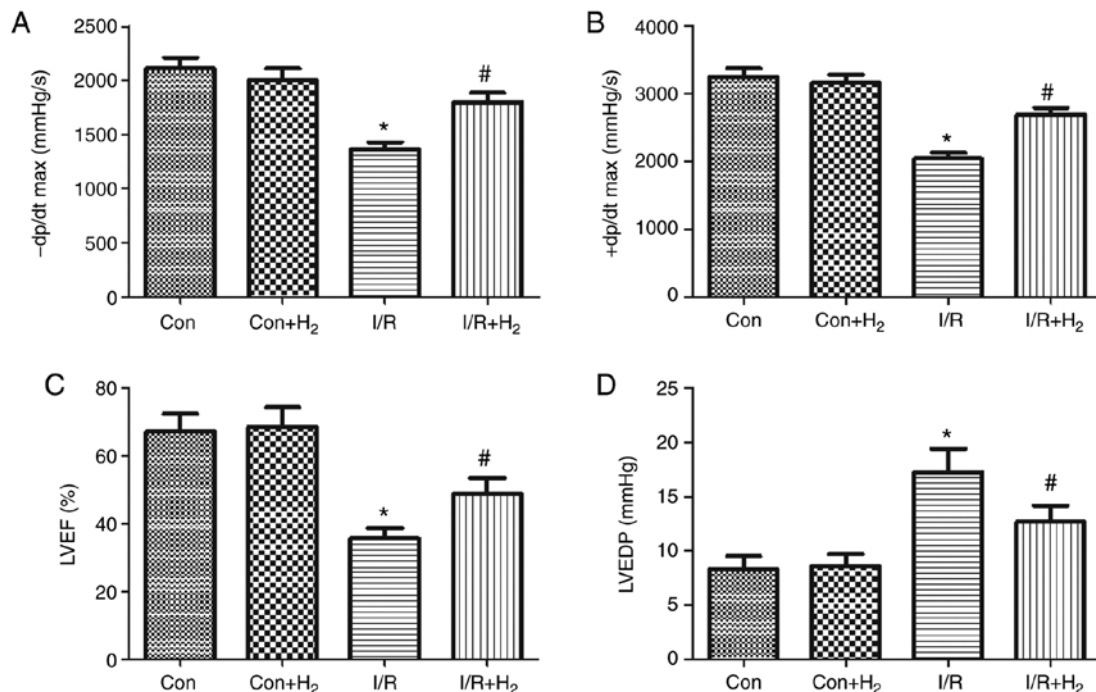 A
−dp/dt max (mmHg/s)
2500
2000
1500
1000
500
0
*
#
Con
Con+H₂
I/R
I/R+H₂
B
+dp/dt max (mmHg/s)
4000
3000
2000
1000
0
*
#
Con
Con+H₂
I/R
I/R+H₂
C
LVEF (%)
80
60
40
20
0
*
#
Con
Con+H₂
I/R
I/R+H₂
D
LVEDP (mmHg)
25
20
15
10
5
0
*
#
Con
Con+H₂
I/R
I/R+H₂